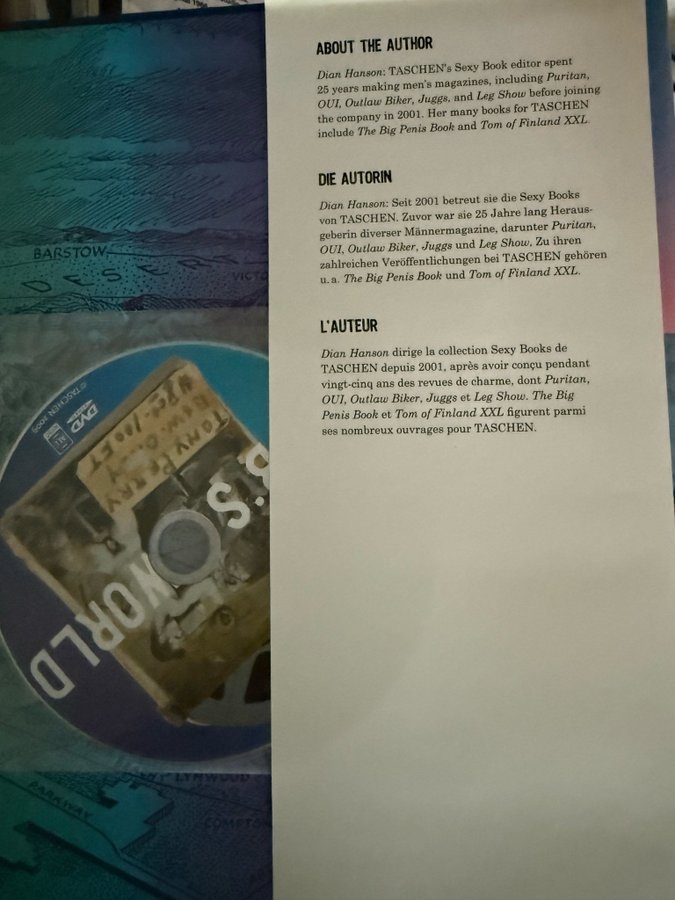 ABOUT THE AUTHOR
Dian Hanson: TASCHEN's Sexy Book editor spent
25 years making men's magazines, including Puritan,
OUI, Outlaw Biker, Juggs, and Leg Show before joining
the company in 2001. Her many books for TASCHEN
include The Big Penis Book and Tom of Finland XXL.
DIE AUTORIN
Dian Hanson: Seit 2001 betreut sie die Sexy Books
von TASCHEN. Zuvor war sie 25 Jahre lang Heraus-
geberin diverser Männermagazine, darunter Puritan,
OUI, Outlaw Biker, Juggs und Leg Show. Zu ihren
zahlreichen Veröffentlichungen bei TASCHEN gehören
u. a. The Big Penis Book und Tom of Finland XXL.
L'AUTEUR
Dian Hanson dirige la collection Sexy Books de
TASCHEN depuis 2001, après avoir conçu pendant
vingt-cinq ans des revues de charme, dont Puritan,
OUI, Outlaw Biker, Juggs et Leg Show. The Big
Penis Book et Tom of Finland XXL figurent parmi
ses nombreux ouvrages pour TASCHEN.
BARSTOW
DESER
VICTO
© TASCHEN 2009
DVD
TONY PERRY
100 FT
B'S
WORLD
LYNWOOD
PARKWAY
COMPTON